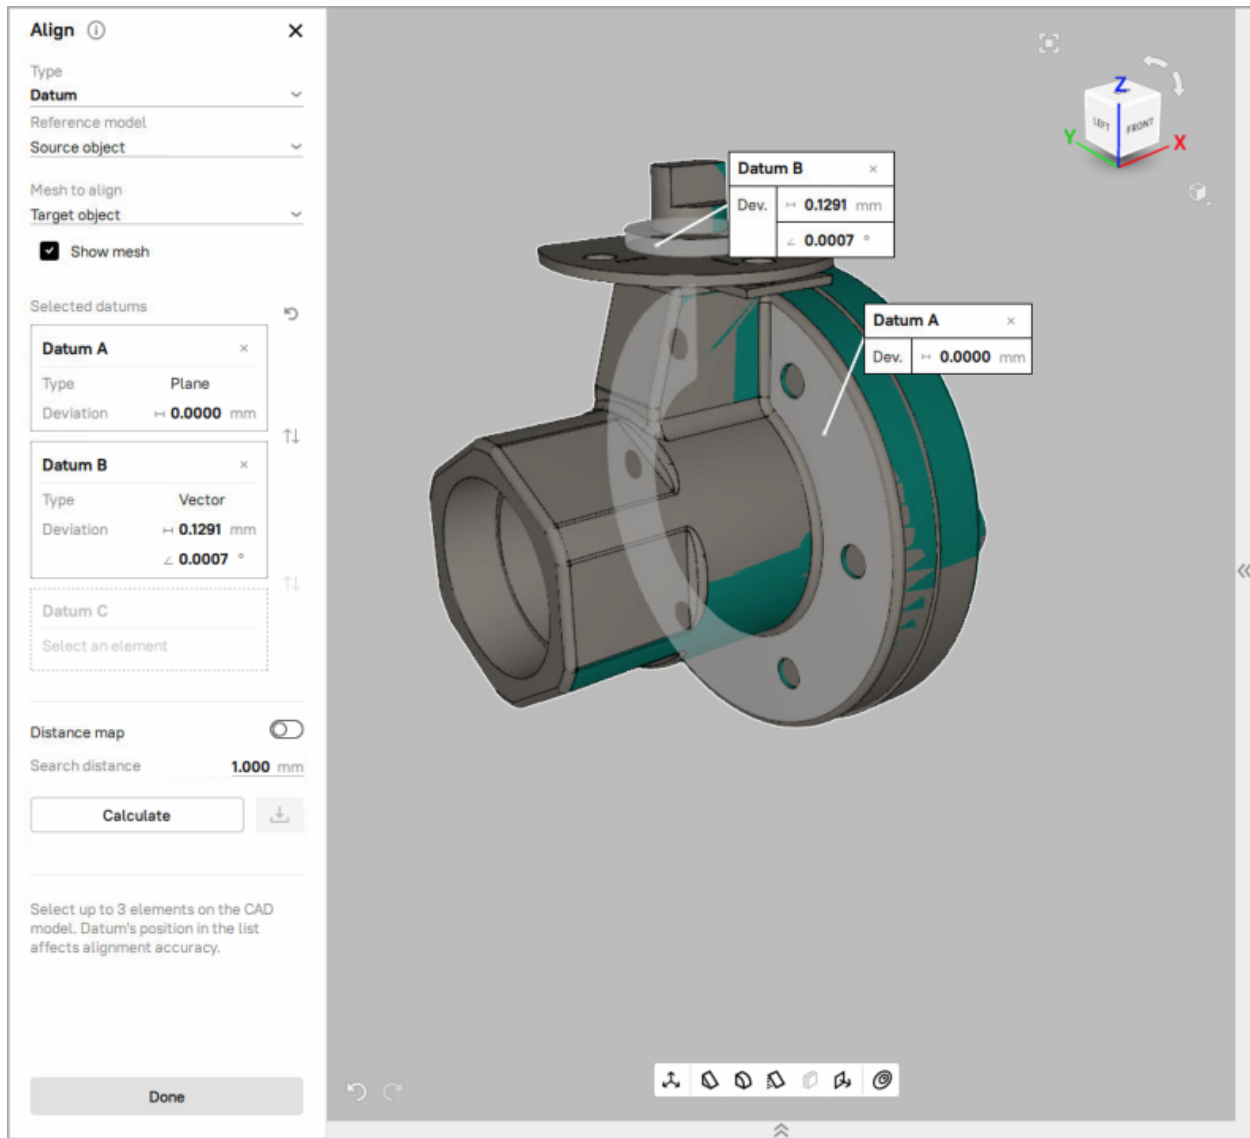 Align
Type
Datum
Reference model
Source object
Mesh to align
Target object
Show mesh
Selected datums
Datum A
Type Plane
Deviation 0.0000 mm
Datum B
Type Vector
Deviation 0.1291 mm
0.0007 °
Datum C
Select an element
Distance map
Search distance 1.000 mm
Calculate
Select up to 3 elements on the CAD
model. Datum's position in the list
affects alignment accuracy.
Done
Datum B
Dev. 0.1291 mm
0.0007 °
Datum A
Dev. 0.0000 mm
Z
LEFT FRONT
Y X